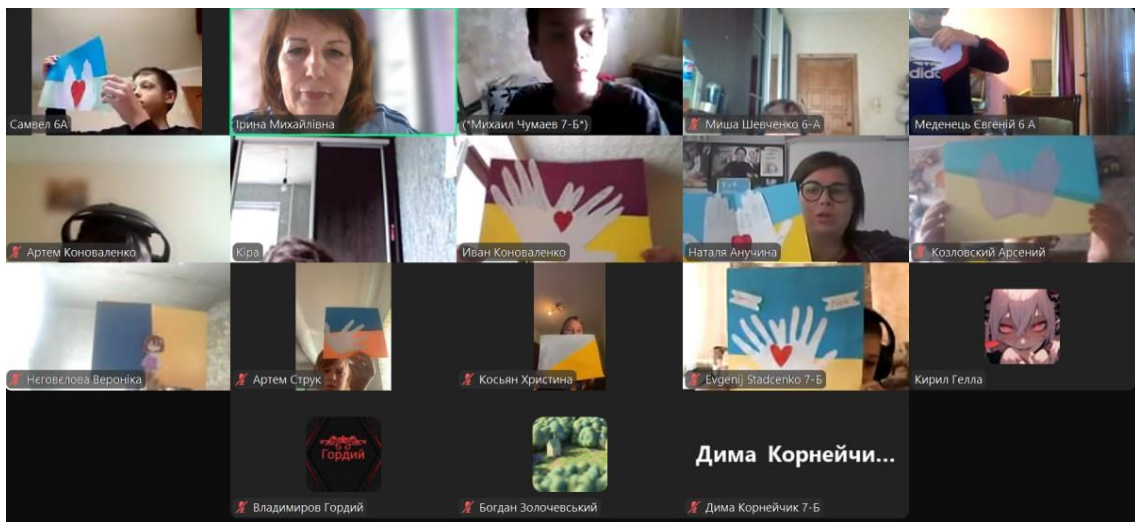 Самвел 6А
Ірина Михайлівна
(*Михаил Чумаев 7-Б*)
Миша Шевченко 6-А
Меденець Євгеній 6 А
Артем Коноваленко
Кіра
Иван Коноваленко
Наталя Анучина
Козловский Арсений
Нєговєлова Вероніка
Артем Струк
Косьян Христина
Evgenij Stadcenko 7-Б
Кирил Гелла
Гордий
Дима Корнейчи...
Владимиров Гордий
Богдан Золочевський
Дима Корнейчик 7-Б